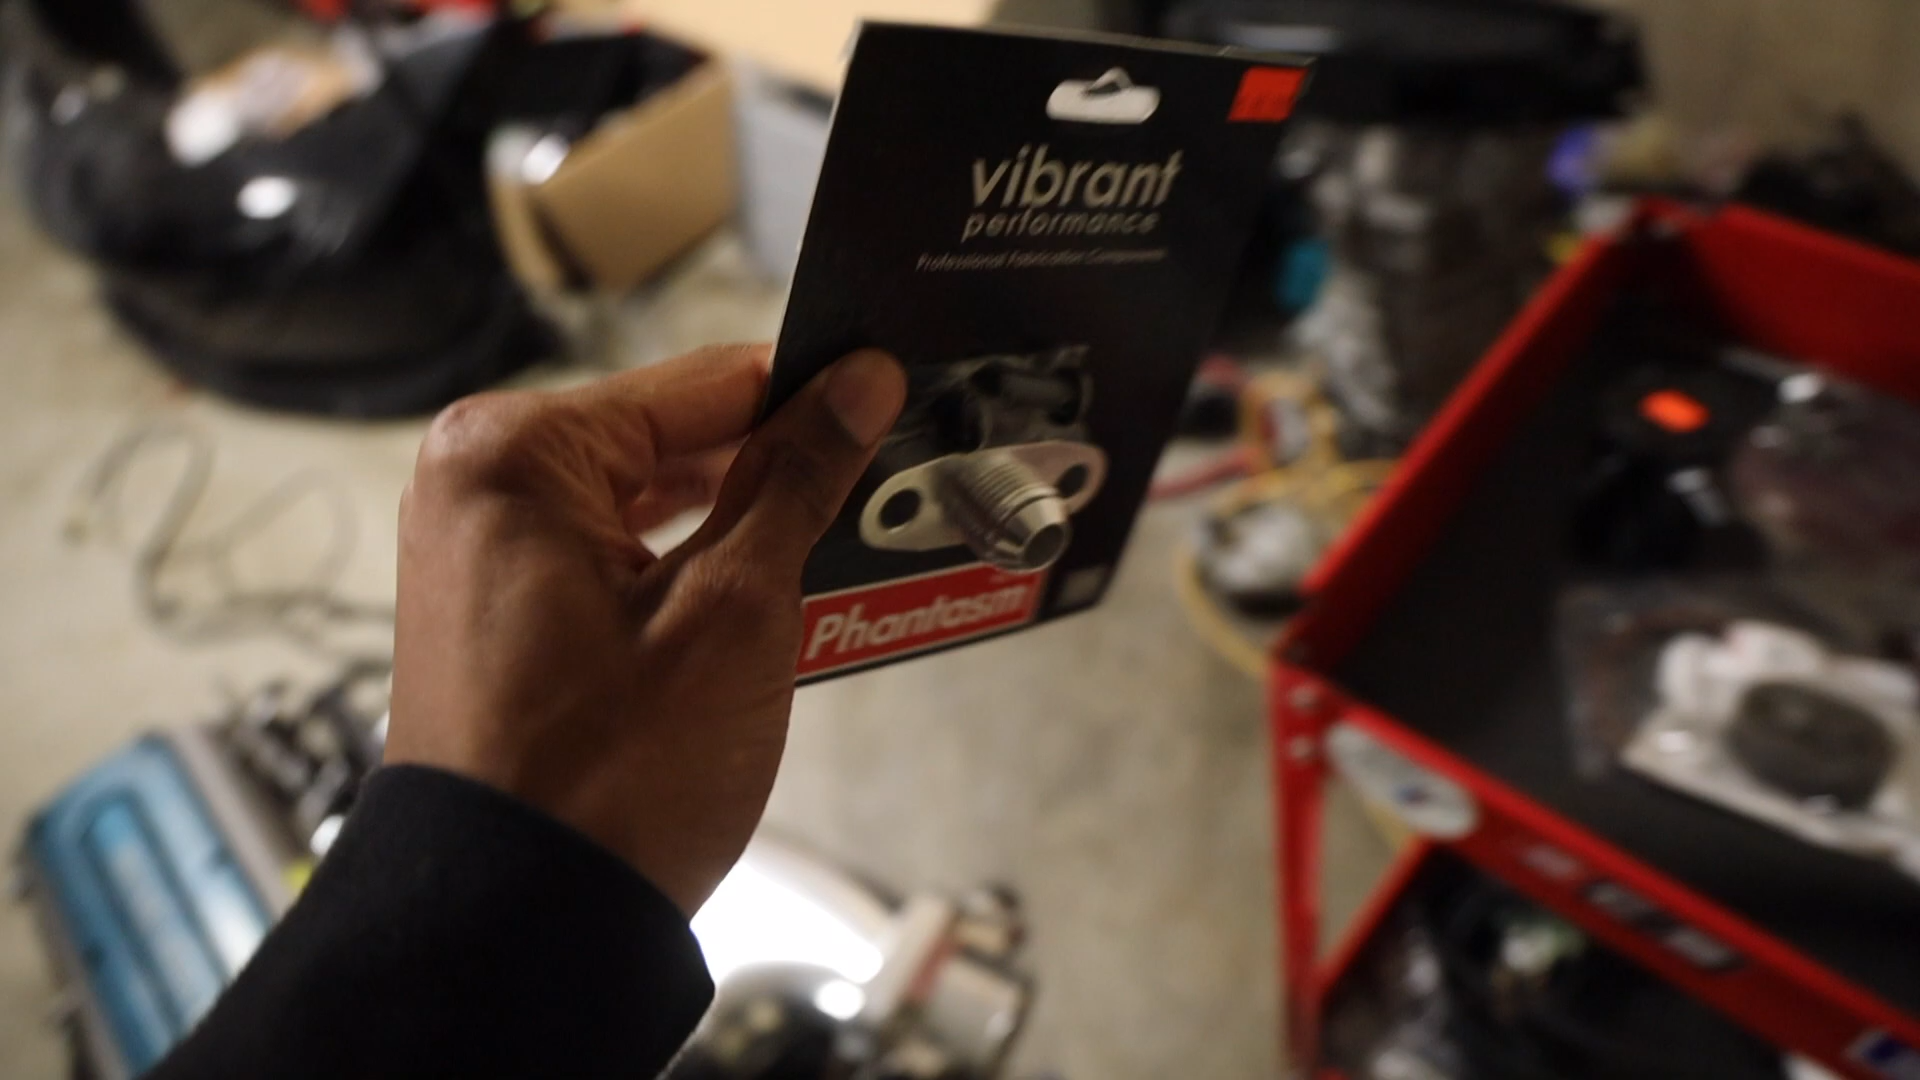 vibrant
performance
Professional Fabrication Components
Phantasm